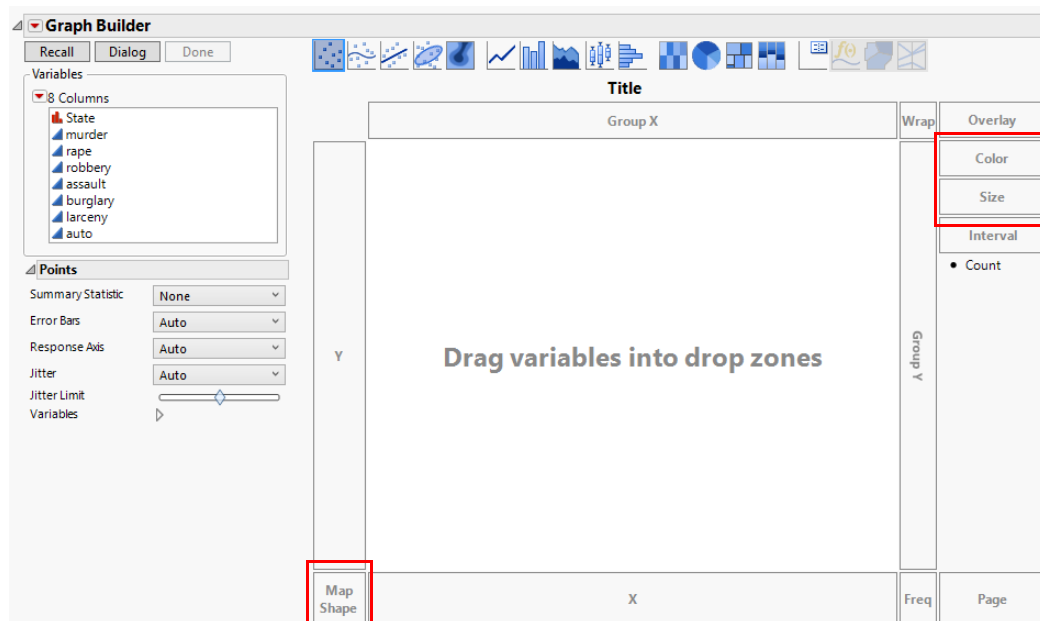 Graph Builder
Recall Dialog Done
Variables
8 Columns
State
murder
rape
robbery
assault
burglary
larceny
auto
Points
Summary Statistic None
Error Bars Auto
Response Axis Auto
Jitter Auto
Jitter Limit
Variables
Title
Group X
Wrap
Overlay
Color
Size
Interval
Count
Y
Drag variables into drop zones
Group Y
Map
Shape
X
Freq
Page